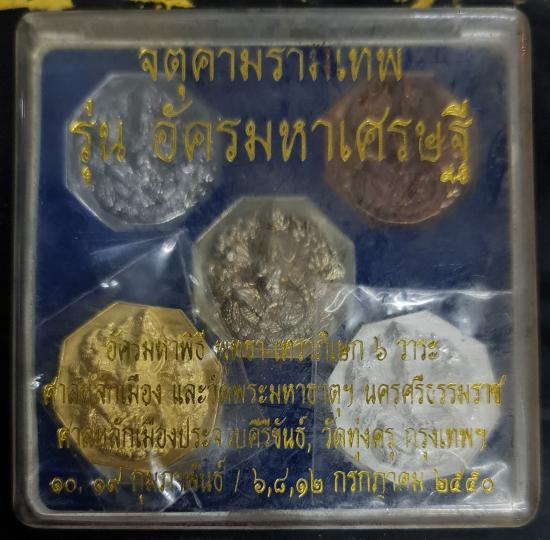 จตุคามรามเทพ
รุ่น อัครมหาเศรษฐี
อัครมหาพิธี พุทธา เทวาภิเษก ๖ วาระ
ศาลหลักเมือง และวัดพระมหาธาตุฯ นครศรีธรรมราช
ศาลหลักเมืองประจวบคีรีขันธ์, วัดทุ่งครุ กรุงเทพฯ
๑๐, ๑๙ กุมภาพันธ์ / ๖,๘,๑๒ กรกฎาคม ๒๕๕๐